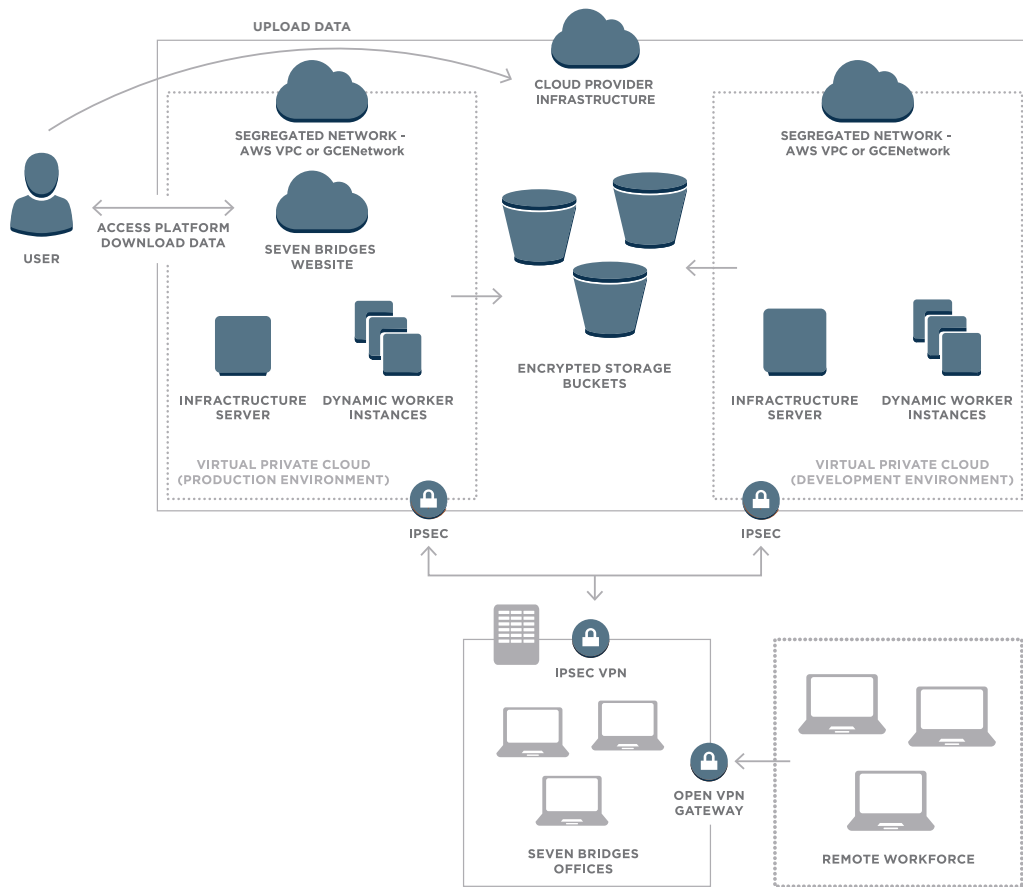 UPLOAD DATA
CLOUD PROVIDER
INFRASTRUCTURE
SEGREGATED NETWORK -
AWS VPC or GCENetwork
SEGREGATED NETWORK -
AWS VPC or GCENetwork
USER
ACCESS PLATFORM
DOWNLOAD DATA
SEVEN BRIDGES
WEBSITE
ENCRYPTED STORAGE
BUCKETS
INFRACTRUCTURE
SERVER
DYNAMIC WORKER
INSTANCES
INFRASTRUCTURE
SERVER
DYNAMIC WORKER
INSTANCES
VIRTUAL PRIVATE CLOUD
(PRODUCTION ENVIRONMENT)
VIRTUAL PRIVATE CLOUD
(DEVELOPMENT ENVIRONMENT)
IPSEC
IPSEC
IPSEC VPN
OPEN VPN
GATEWAY
SEVEN BRIDGES
OFFICES
REMOTE WORKFORCE